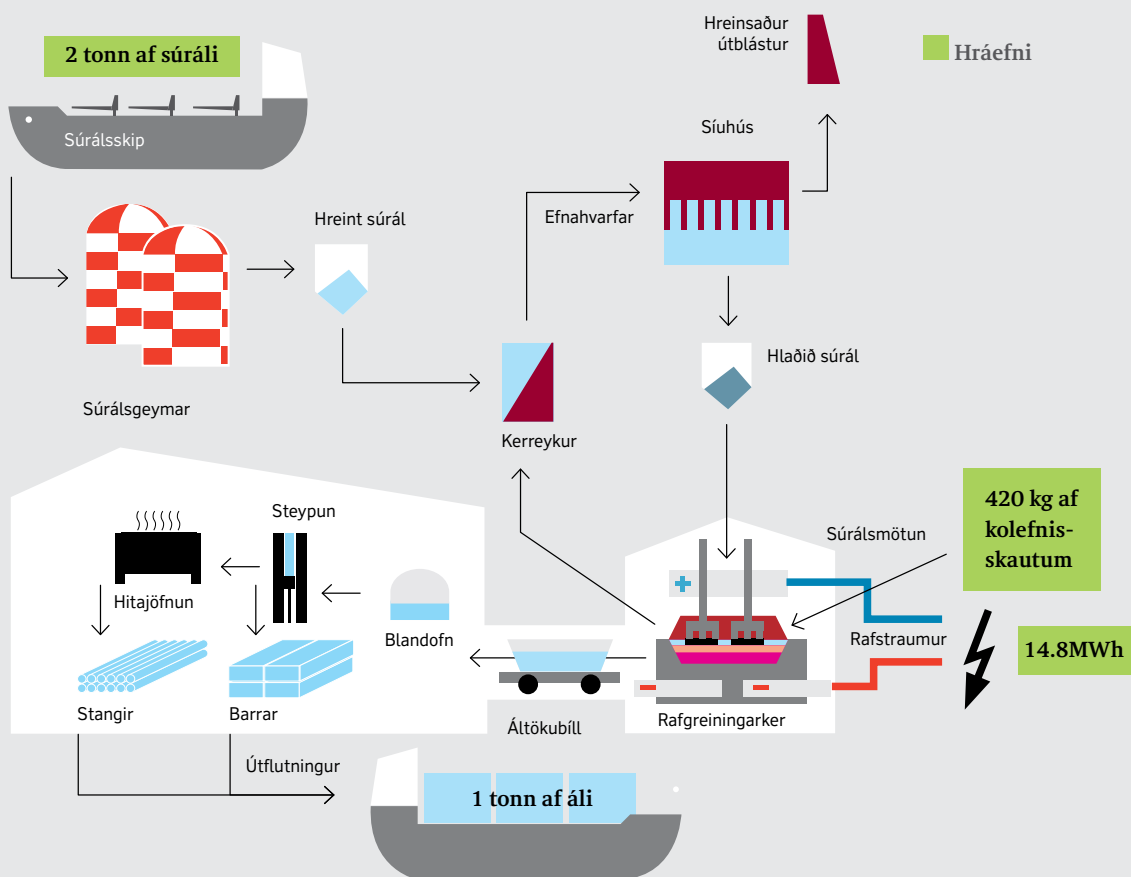 2 tonn af súráli
Súrálsskip
Hreinsaður
útblástur
Hráefni
Síuhús
Hreint súrál
Efnahvarfar
Hlaðið súrál
Súrálsgeymar
Kerreykur
420 kg af
kolefnis-
skautum
Steypun
Súrálsmötun
Hitajöfnun
Blandofn
Rafstraumur
14.8MWh
Stangir
Barrar
Áltökubíll
Rafgreiningarker
Útflutningur
1 tonn af áli